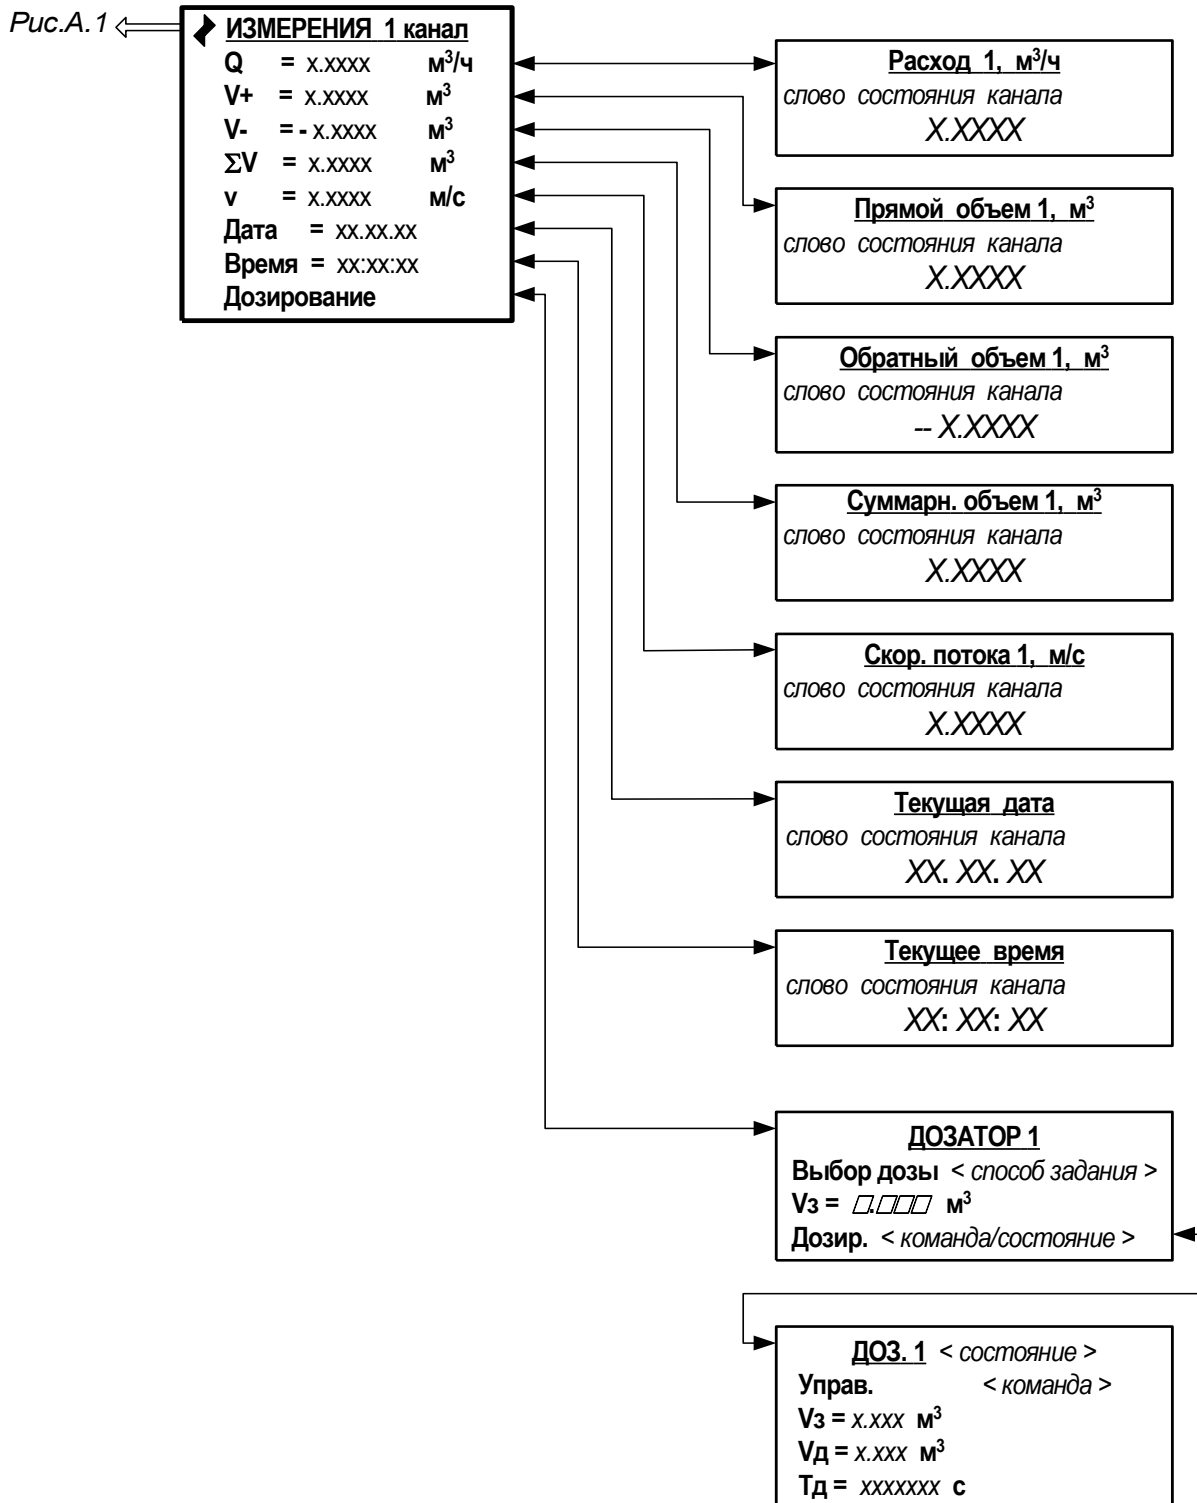 Рис.А.1
ИЗМЕРЕНИЯ 1 канал
Q = x.xxxx м³/ч
V+ = x.xxxx м³
V- = - x.xxxx м³
ΣV = x.xxxx м³
v = x.xxxx м/с
Дата = xx.xx.xx
Время = xx:xx:xx
Дозирование
Расход 1, м³/ч
слово состояния канала
X.XXXX
Прямой объем 1, м³
слово состояния канала
X.XXXX
Обратный объем 1, м³
слово состояния канала
-- X.XXXX
Суммарн. объем 1, м³
слово состояния канала
X.XXXX
Скор. потока 1, м/с
слово состояния канала
X.XXXX
Текущая дата
слово состояния канала
XX. XX. XX
Текущее время
слово состояния канала
XX: XX: XX
ДОЗАТОР 1
Выбор дозы < способ задания >
Vз = □.□□□ м³
Дозир. < команда/состояние >
ДОЗ. 1 < состояние >
Управ. < команда >
Vз = x.xxx м³
Vд = x.xxx м³
Тд = xxxxxxx с